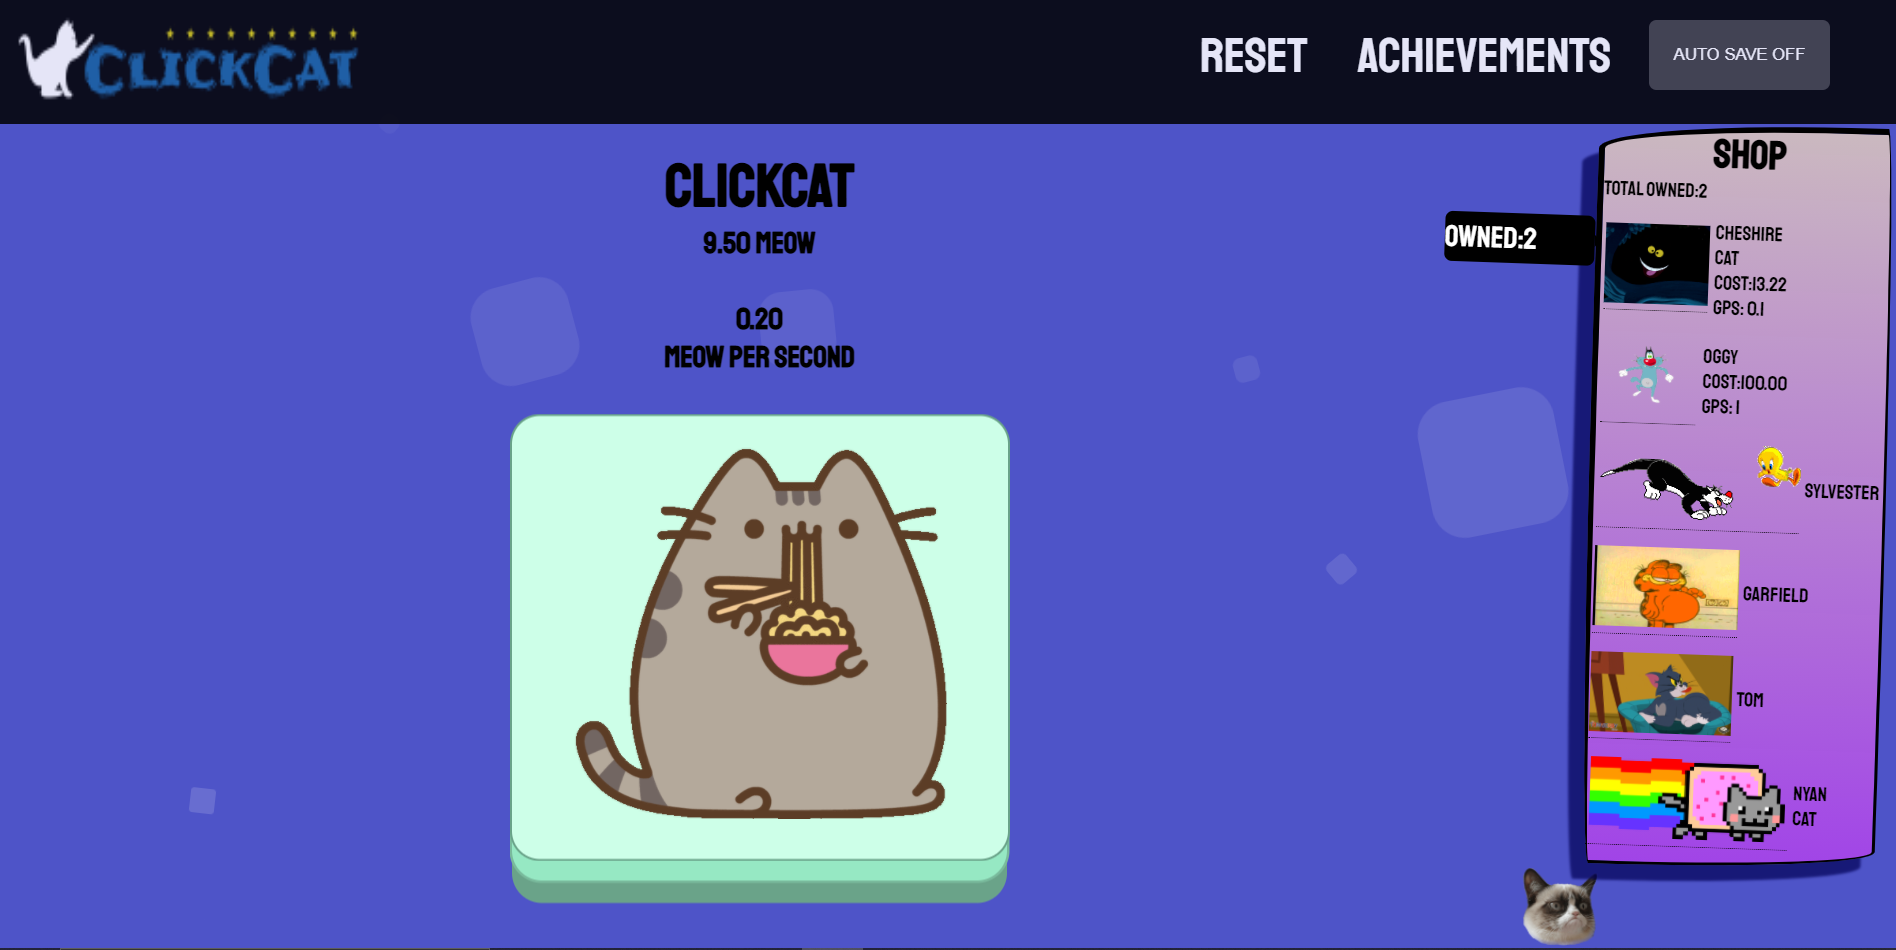 CLICKCAT
RESET
ACHIEVEMENTS
AUTO SAVE OFF
CLICKCAT
9.50 MEOW
0.20
MEOW PER SECOND
SHOP
TOTAL OWNED:2
OWNED:2
CHESHIRE
CAT
COST:13.22
GPS: 0.1
OGGY
COST:100.00
GPS: 1
SYLVESTER
GARFIELD
TOM
NYAN
CAT